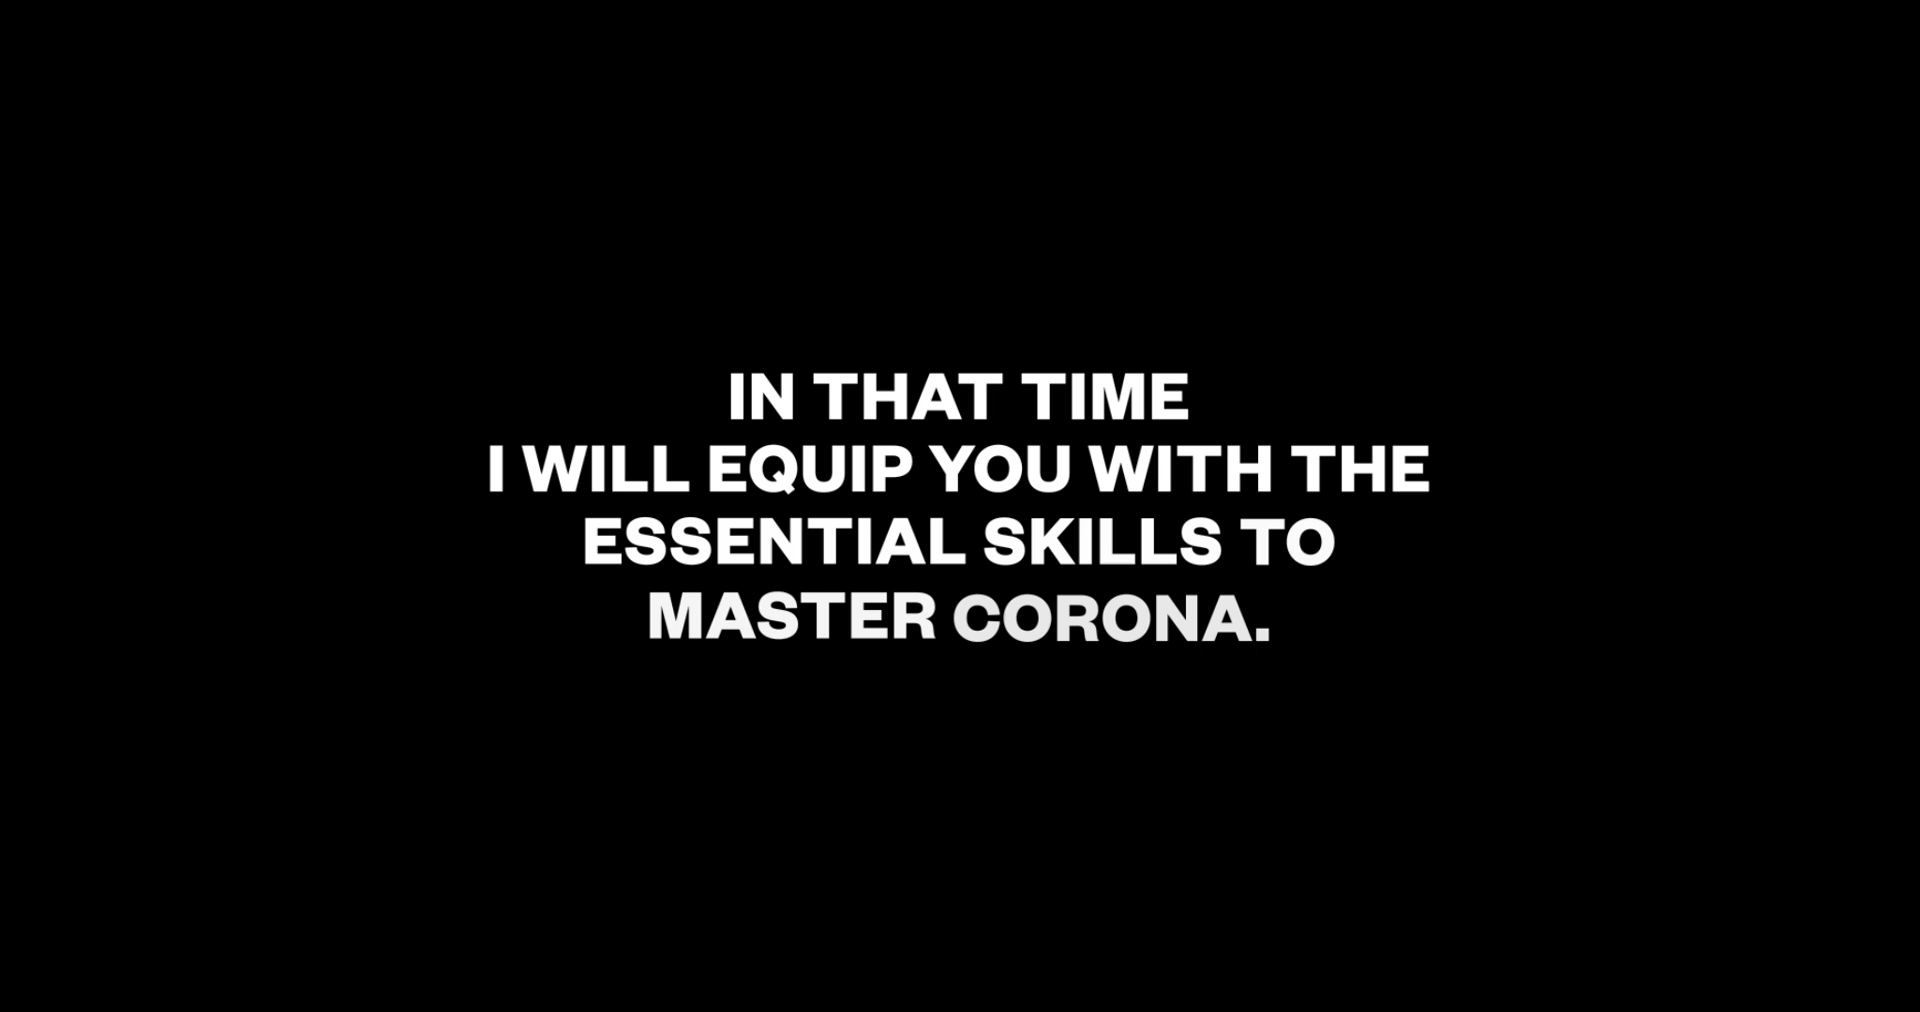 IN THAT TIME
I WILL EQUIP YOU WITH THE
ESSENTIAL SKILLS TO
MASTER CORONA.